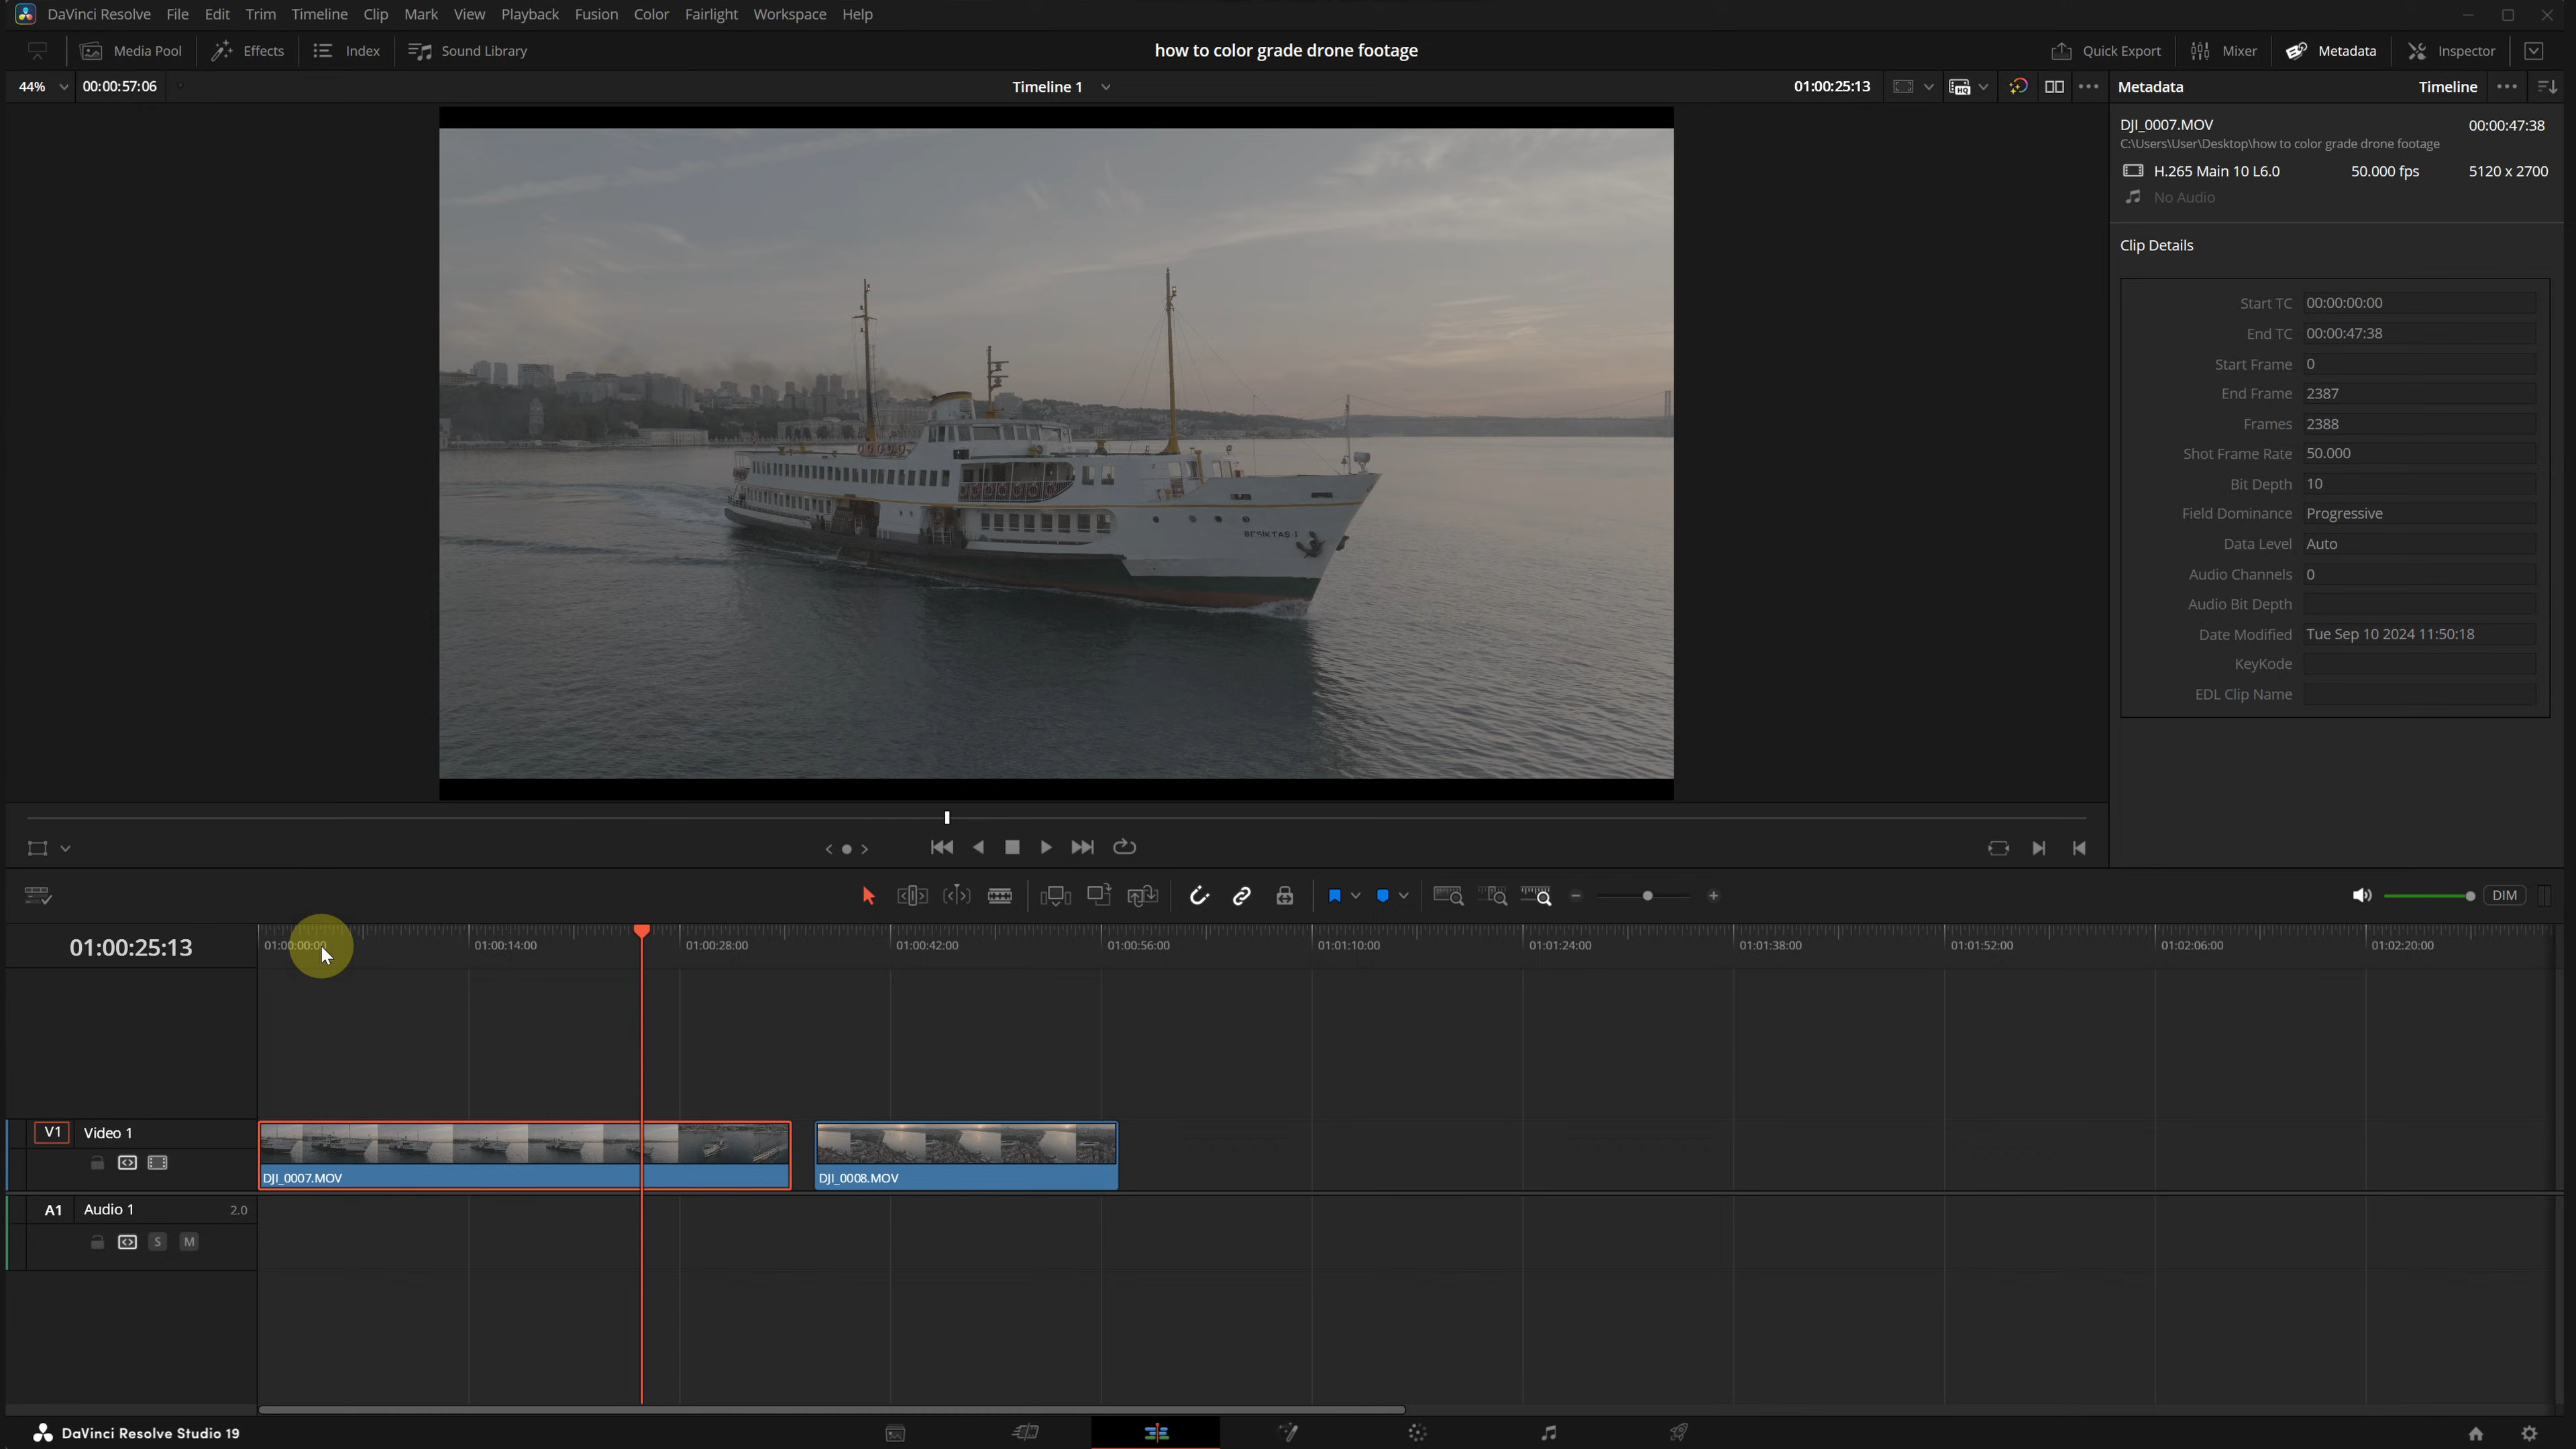 DaVinci Resolve File Edit Trim Timeline Clip Mark View Playback Fusion Color Fairlight Workspace Help
Media Pool Effects Index Sound Library how to color grade drone footage Quick Export Mixer Metadata Inspector
44% 00:00:57:06 Timeline 1 01:00:25:13 HQ Metadata Timeline
DJI_0007.MOV 00:00:47:38
C:\Users\User\Desktop\how to color grade drone footage
H.265 Main 10 L6.0 50.000 fps 5120 x 2700
No Audio
Clip Details
Start TC 00:00:00:00
End TC 00:00:47:38
Start Frame 0
End Frame 2387
Frames 2388
Shot Frame Rate 50.000
Bit Depth 10
Field Dominance Progressive
Data Level Auto
Audio Channels 0
Audio Bit Depth
Date Modified Tue Sep 10 2024 11:50:18
KeyKode
EDL Clip Name
BESIKTAS-1
DIM
01:00:25:13 01:00:00:00 01:00:14:00 01:00:28:00 01:00:42:00 01:00:56:00 01:01:10:00 01:01:24:00 01:01:38:00 01:01:52:00 01:02:06:00 01:02:20:00
V1 Video 1
DJI_0007.MOV DJI_0008.MOV
A1 Audio 1 2.0
S M
DaVinci Resolve Studio 19